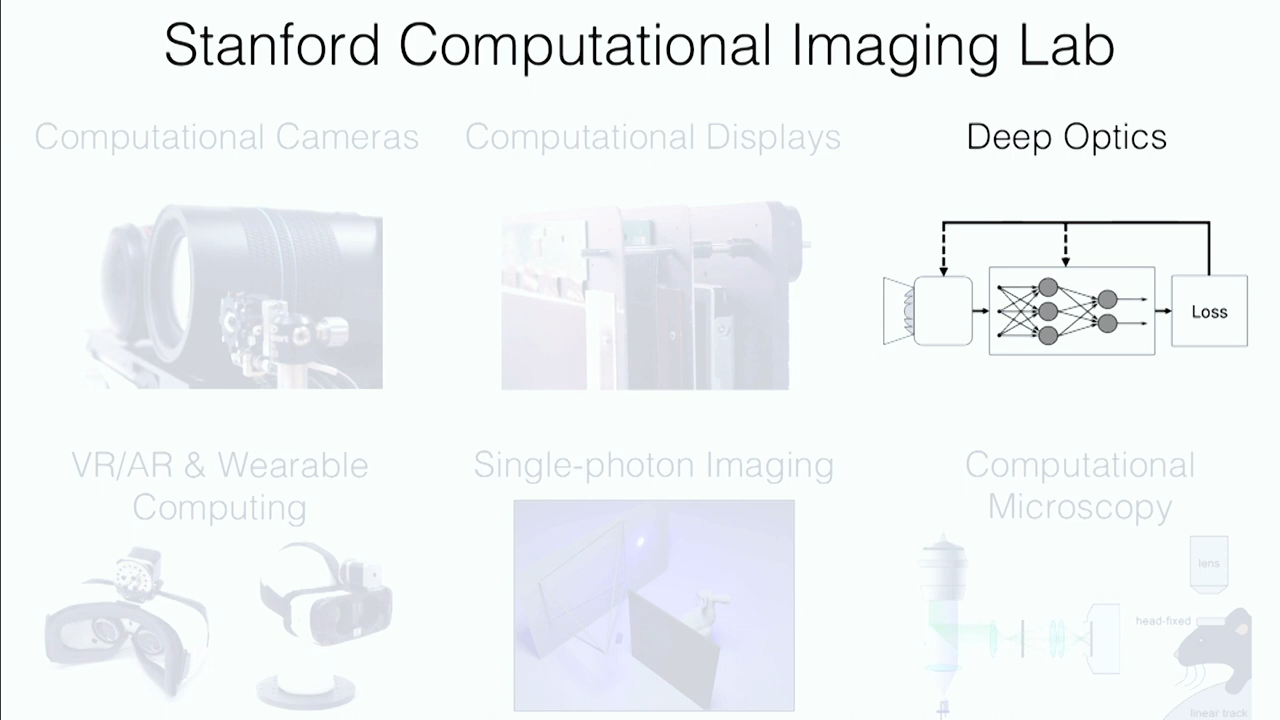 Stanford Computational Imaging Lab
Computational Cameras
Computational Displays
Deep Optics
Loss
VR/AR & Wearable
Computing
Single-photon Imaging
Computational
Microscopy
lens
head-fixed
linear track